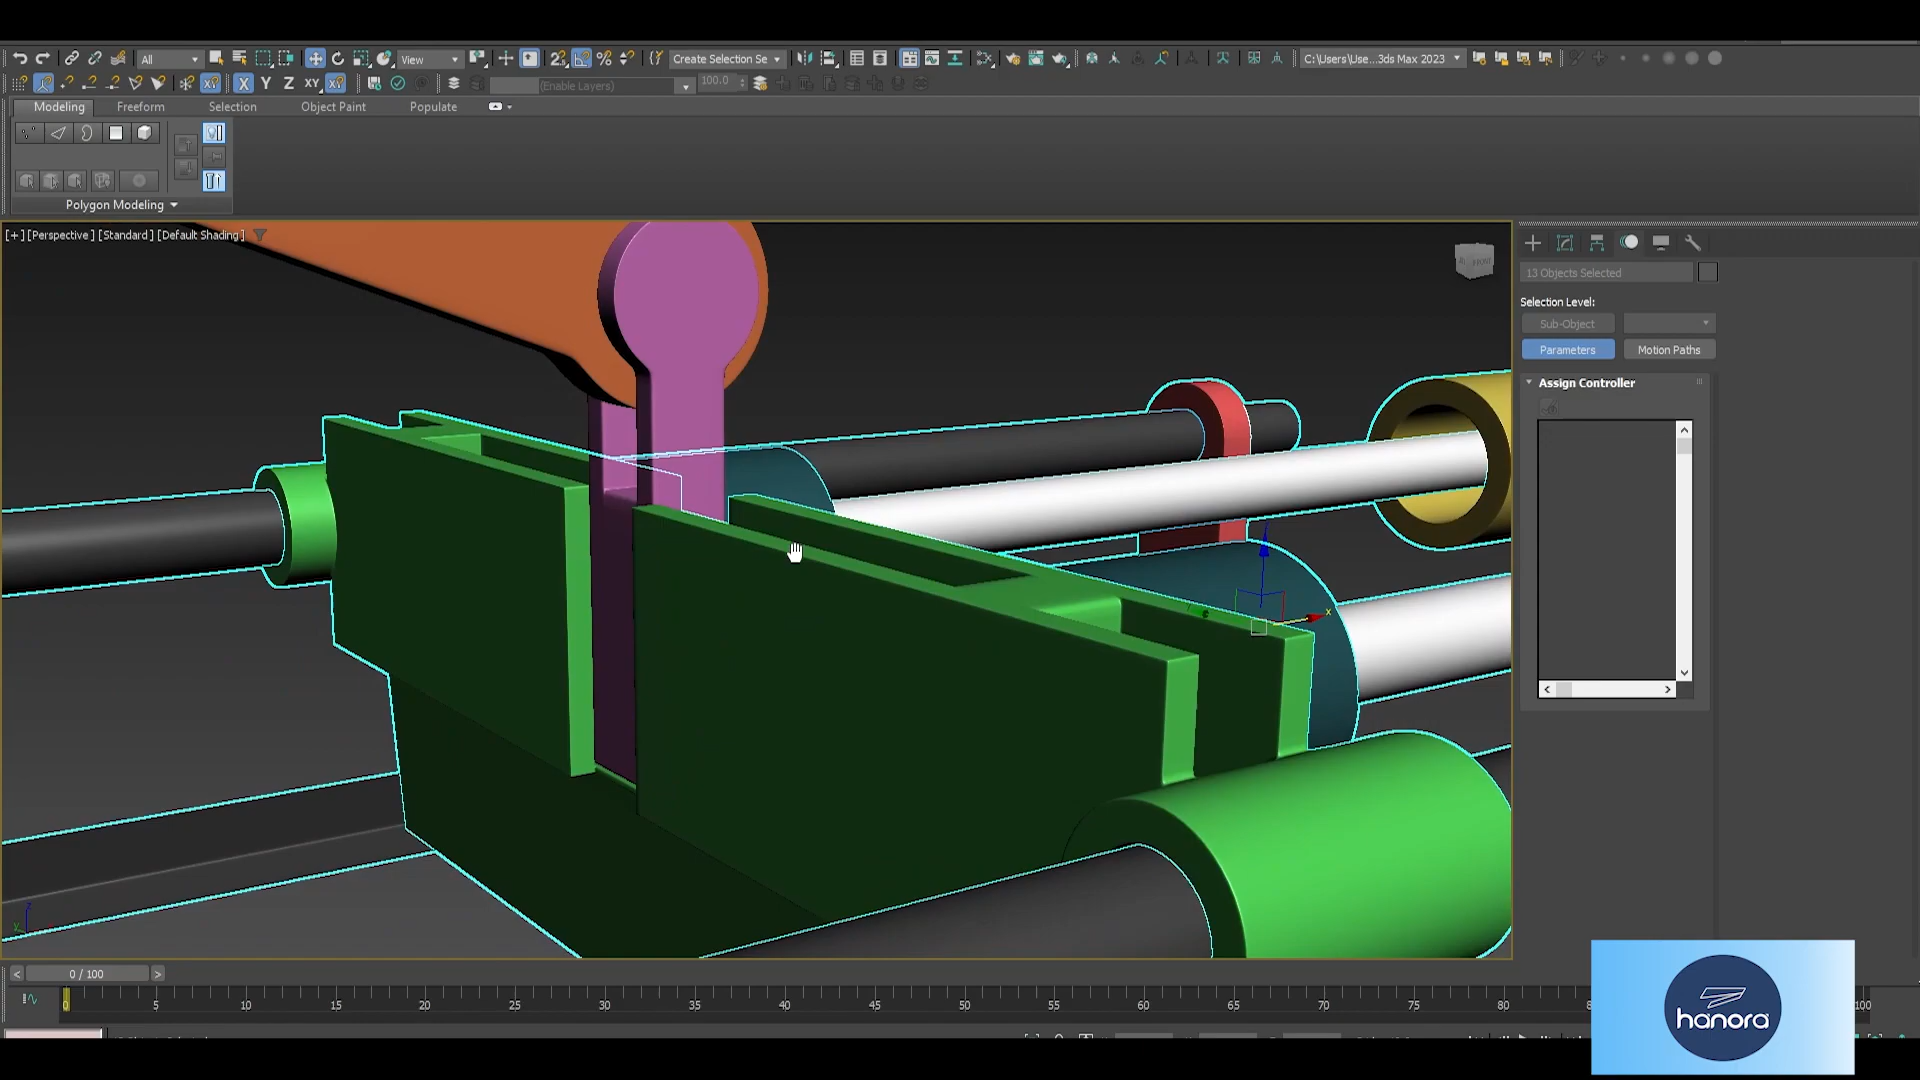 All
View
Create Selection Se
C:\Users\Use...3ds Max 2023
X
Y
Z
XY
(Enable Layers)
100.0
Modeling
Freeform
Selection
Object Paint
Populate
Polygon Modeling
[+] [Perspective ] [Standard ] [Default Shading ]
FRONT
13 Objects Selected
Selection Level:
Sub-Object
Parameters
Motion Paths
Assign Controller
x
z
y
< 0 / 100 >
0 5 10 15 20 25 30 35 40 45 50 55 60 65 70 75 80 100
hanora